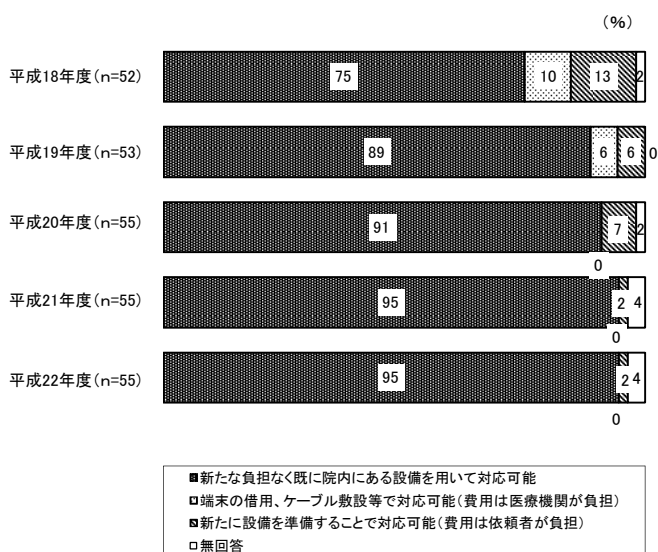 （％）
平成18年度（n=52）
75
10
13
2
平成19年度（n=53）
89
6
6
0
平成20年度（n=55）
91
7
2
0
平成21年度（n=55）
95
2
4
0
平成22年度（n=55）
95
2
4
0
新たな負担なく既に院内にある設備を用いて対応可能
端末の借用、ケーブル敷設等で対応可能（費用は医療機関が負担）
新たに設備を準備することで対応可能（費用は依頼者が負担）
無回答